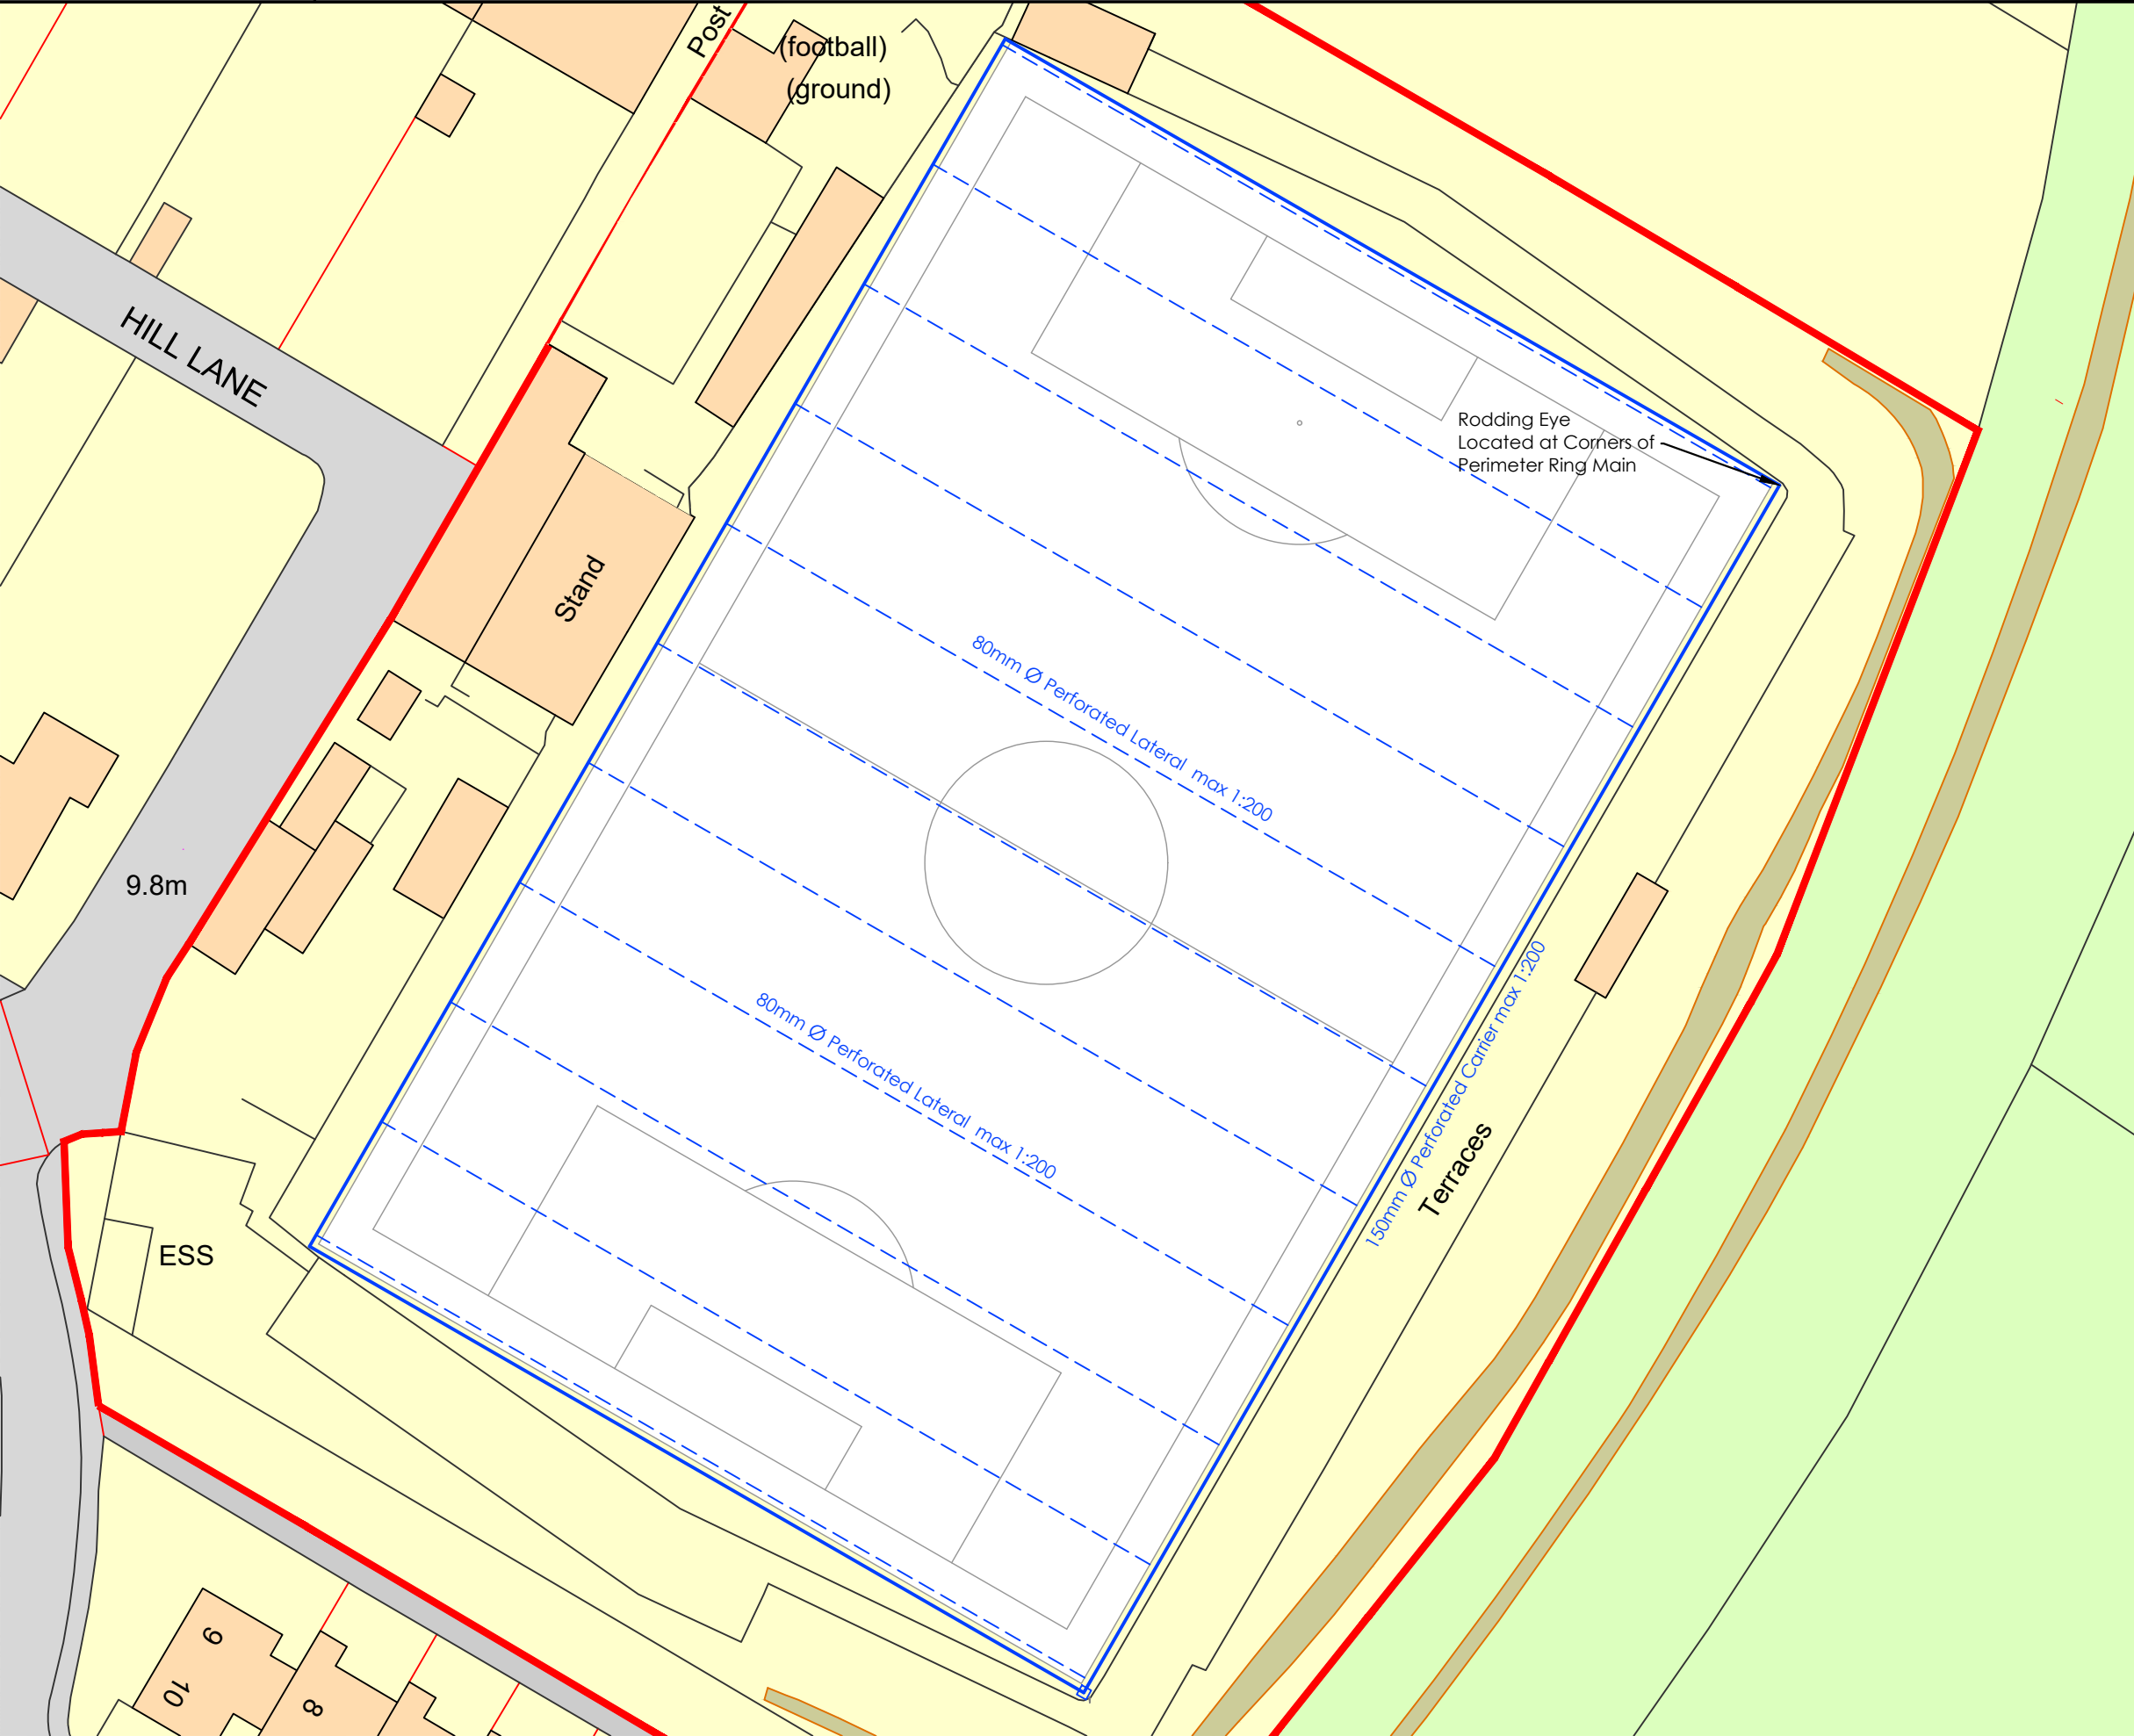 Post
(football)
(ground)
HILL LANE
Rodding Eye
Located at Corners of
Perimeter Ring Main
Stand
80mm Ø Perforated Lateral max 1:200
9.8m
80mm Ø Perforated Lateral max 1:200
150mm Ø Perforated Carrier max 1:200
Terraces
ESS
9
10
8